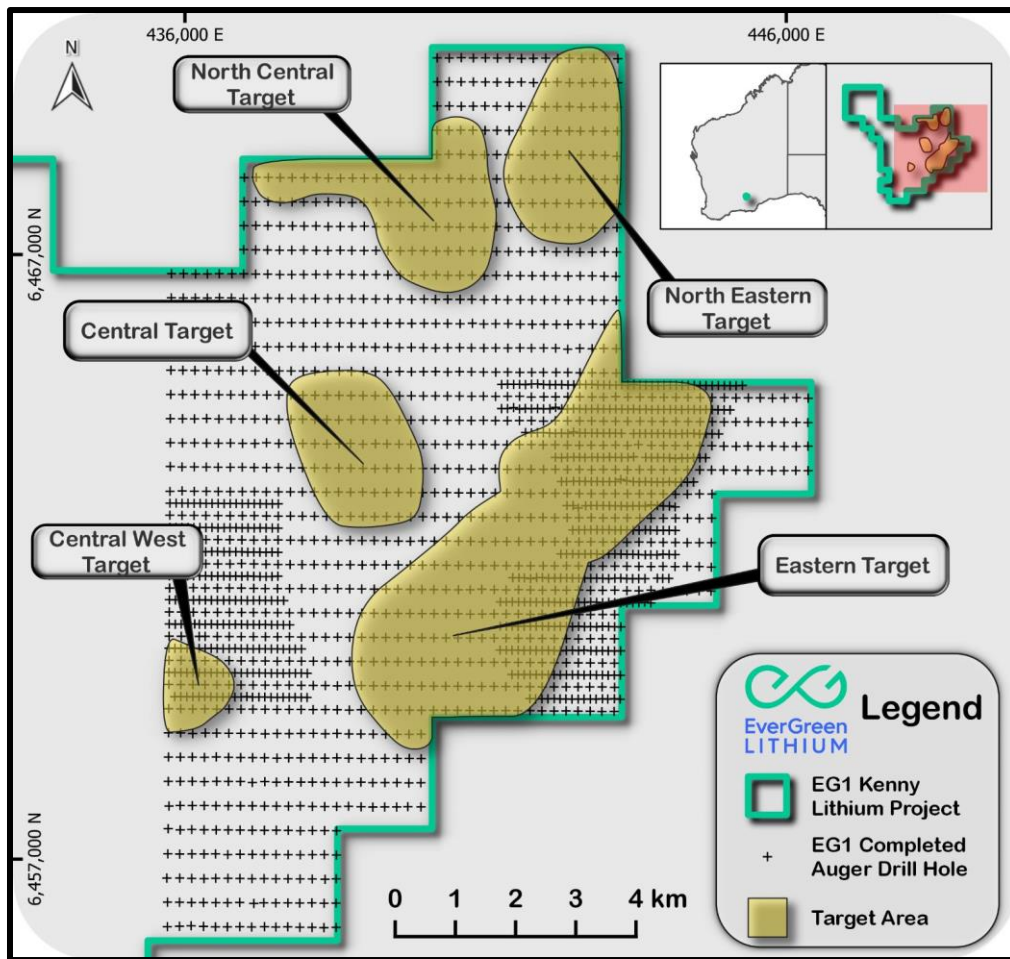 436,000 E
446,000 E
N
North Central
Target
6,467,000 N
North Eastern
Target
Central Target
Central West
Target
Eastern Target
EverGreen
LITHIUM
Legend
EG1 Kenny
Lithium Project
EG1 Completed
Auger Drill Hole
Target Area
6,457,000 N
0 1 2 3 4 km